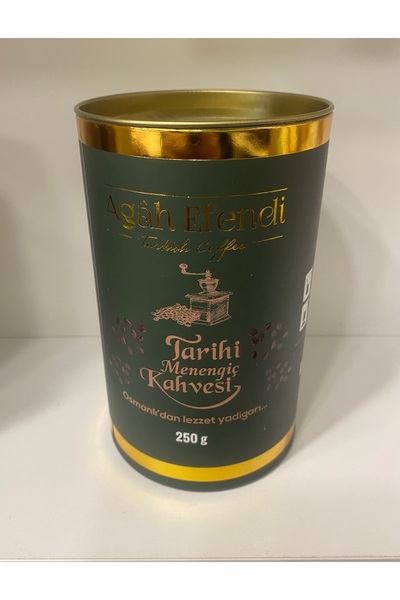 Agâh Efendi
Turkish Coffee
Tarihi
Menengiç
Kahvesi
Osmanlı'dan lezzet yadigarı...
250 g